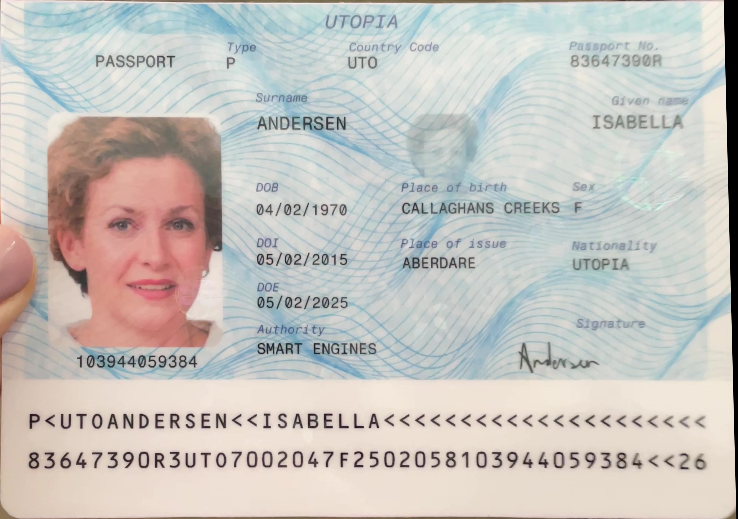 UTOPIA
PASSPORT
Type
P
Country Code
UTO
Passport No.
83647390R
Surname
ANDERSEN
Given name
ISABELLA
DOB
04/02/1970
Place of birth
CALLAGHANS CREEKS
Sex
F
DOI
05/02/2015
Place of issue
ABERDARE
Nationality
UTOPIA
DOE
05/02/2025
Authority
SMART ENGINES
Signature
Andersen
103944059384
P<UTOANDERSEN<<ISABELLA<<<<<<<<<<<<<<<<<<<<<
83647390R3UTO7002047F2502058103944059384<<26